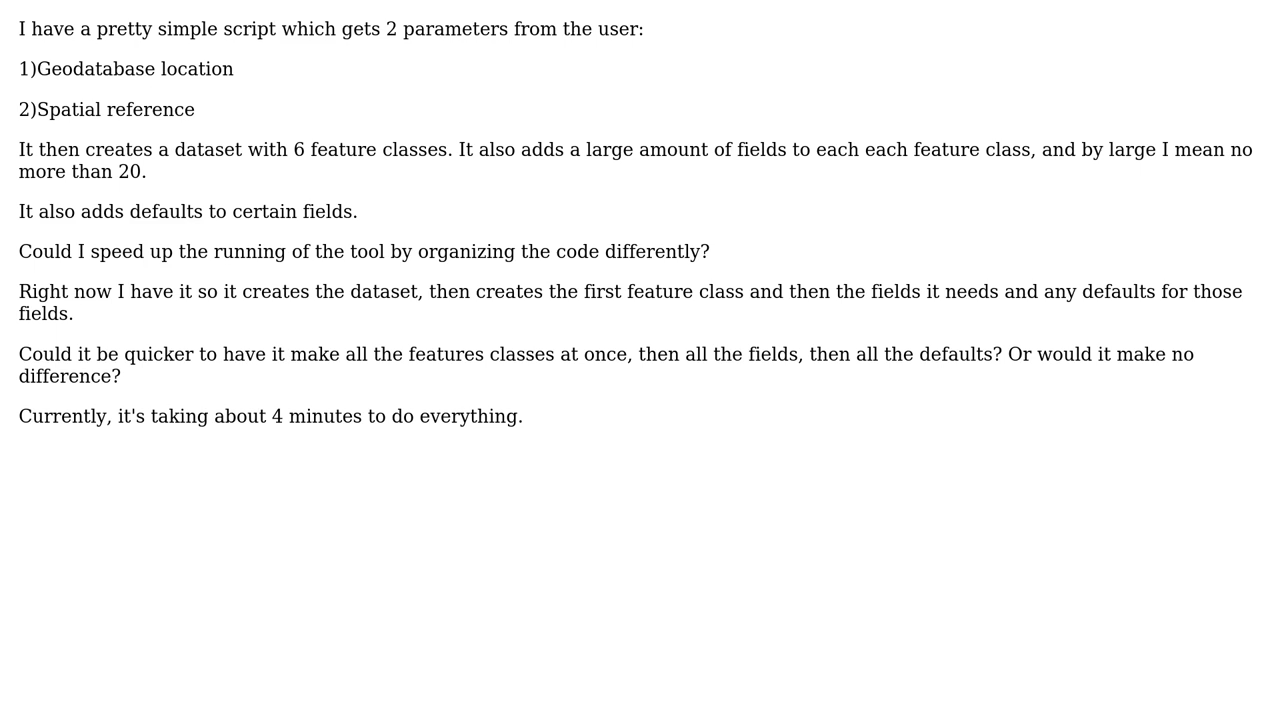 I have a pretty simple script which gets 2 parameters from the user:
1)Geodatabase location
2)Spatial reference
It then creates a dataset with 6 feature classes. It also adds a large amount of fields to each each feature class, and by large I mean no
more than 20.
It also adds defaults to certain fields.
Could I speed up the running of the tool by organizing the code differently?
Right now I have it so it creates the dataset, then creates the first feature class and then the fields it needs and any defaults for those
fields.
Could it be quicker to have it make all the features classes at once, then all the fields, then all the defaults? Or would it make no
difference?
Currently, it's taking about 4 minutes to do everything.